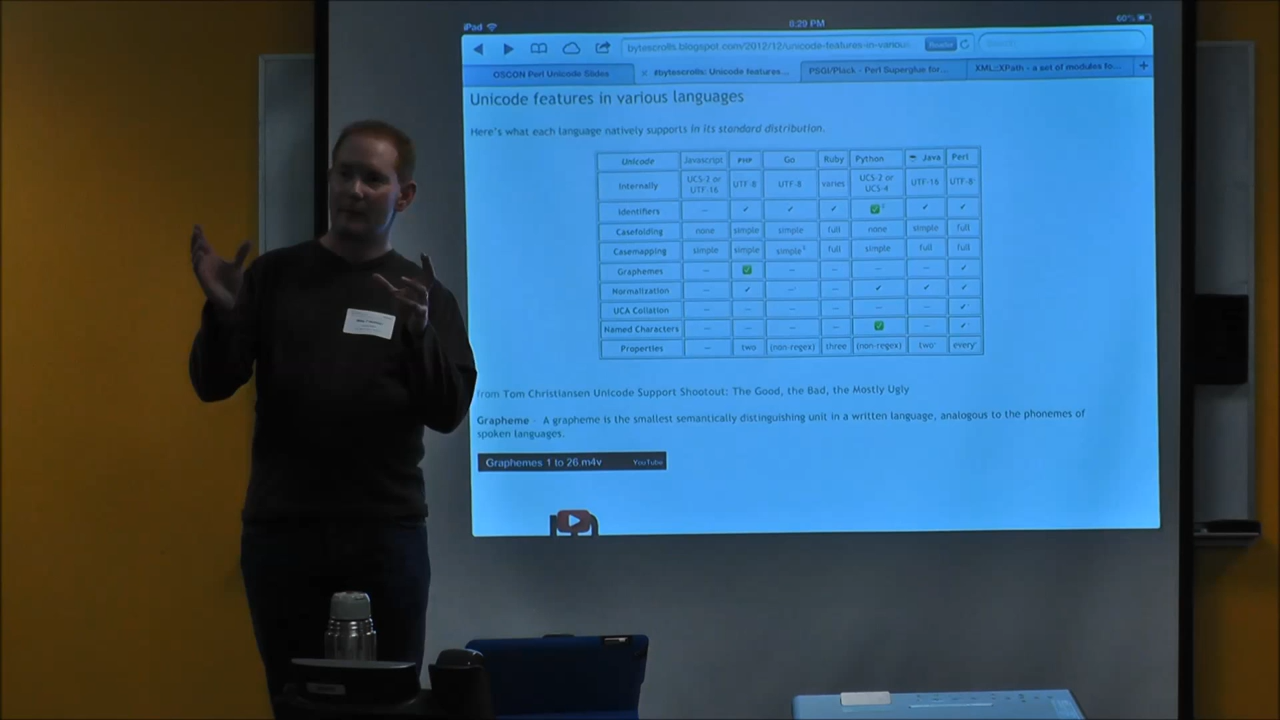 iPad 8:29 PM 60%
bytescrolls.blogspot.com/2012/12/unicode-features-in-various- Reader Search
OSCON Perl Unicode Slides #bytescrolls: Unicode features... PSGI/Plack - Perl Superglue for... XML::XPath - a set of modules fo... +
Unicode features in various languages
Here's what each language natively supports in its standard distribution.
Unicode Javascript PHP Go Ruby Python Java Perl
Internally UCS-2 or UTF-16 UTF-8 UTF-8 varies UCS-2 or UCS-4 UTF-16 UTF-8
Identifiers — ✓ ✓ ✓ ✅ ✓ ✓
Casefolding none simple simple full none simple full
Casemapping simple simple simple full simple full full
Graphemes — ✅ — — — — ✓
Normalization — ✓ — — ✓ ✓ ✓
UCA Collation — — — — — — ✓
Named Characters — — — — ✅ — ✓
Properties — two (non-regex) three (non-regex) two every
from Tom Christiansen Unicode Support Shootout: The Good, the Bad, the Mostly Ugly
Grapheme - A grapheme is the smallest semantically distinguishing unit in a written language, analogous to the phonemes of
spoken languages.
Graphemes 1 to 26.m4v YouTube